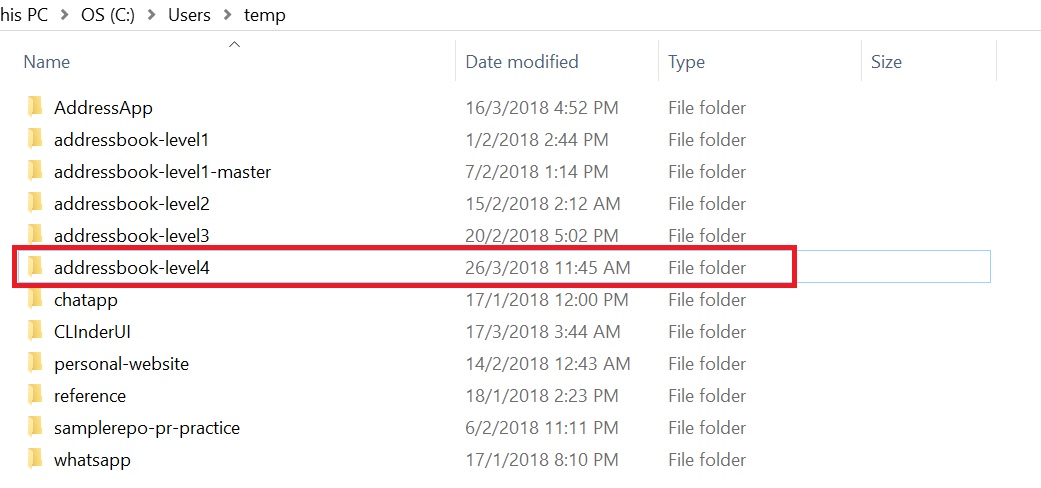 his PC > OS (C:) > Users > temp
Name Date modified Type Size
AddressApp 16/3/2018 4:52 PM File folder
addressbook-level1 1/2/2018 2:44 PM File folder
addressbook-level1-master 7/2/2018 1:14 PM File folder
addressbook-level2 15/2/2018 2:12 AM File folder
addressbook-level3 20/2/2018 5:02 PM File folder
addressbook-level4 26/3/2018 11:45 AM File folder
chatapp 17/1/2018 12:00 PM File folder
CLInderUI 17/3/2018 3:44 AM File folder
personal-website 14/2/2018 12:43 AM File folder
reference 18/1/2018 2:23 PM File folder
samplerepo-pr-practice 6/2/2018 11:11 PM File folder
whatsapp 17/1/2018 8:10 PM File folder